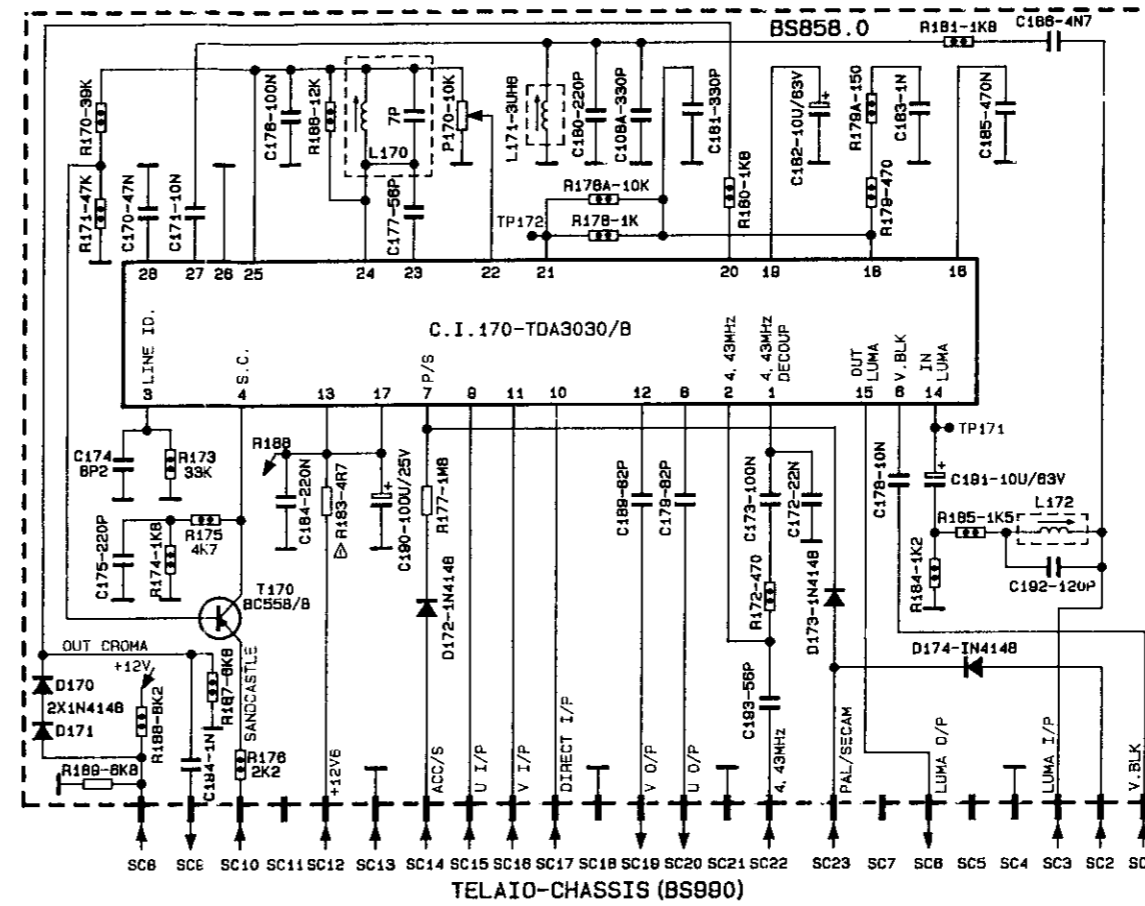 BS858.0
R181-1K8
C186-4N7
R170-39K
R171-47K
C170-47N
C171-10N
C176-100N
R186-12K
7P
L170
C177-56P
P170-10K
L171-3UH6
C180-220P
C108A-330P
C181-330P
R178A-10K
R178-1K
TP172
R180-1K8
C182-10U/63V
R179A-150
R179-470
C183-1N
C185-470N
28 27 26 25 24 23 22 21 20 19 18 16
C.I.170-TDA3030/B
LINE ID.
S.C.
P/S
4,43MHz
4,43MHz
DECOUP
OUT
LUMA
V.BLK
IN
LUMA
3 4 13 17 7 9 11 10 12 8 2 1 15 6 14
TP171
C174
8P2
R173
33K
R188
C184-220N
R183-4R7
C190-100U/25V
R177-1M8
C189-82P
C179-82P
C173-100N
C172-22N
C178-10N
C191-10U/63V
L172
R185-1K5
R184-1K2
C192-120P
C175-220P
R174-1K8
R175
4K7
T170
BC558/B
D172-1N4148
R172-470
D173-1N4148
D174-IN4148
OUT CROMA
+12V
D170
2X1N4148
D171
R188-8K2
R187-6K8
SANDCASTLE
C193-56P
R189-6K8
C194-1N
R176
2K2
+12V6
ACC/S
U I/P
V I/P
DIRECT I/P
V O/P
U O/P
4,43MHz
PAL/SECAM
LUMA O/P
LUMA I/P
V.BLK
SC8 SC9 SC10 SC11 SC12 SC13 SC14 SC15 SC16 SC17 SC18 SC19 SC20 SC21 SC22 SC23 SC7 SC6 SC5 SC4 SC3 SC2
TELAIO-CHASSIS (BS990)